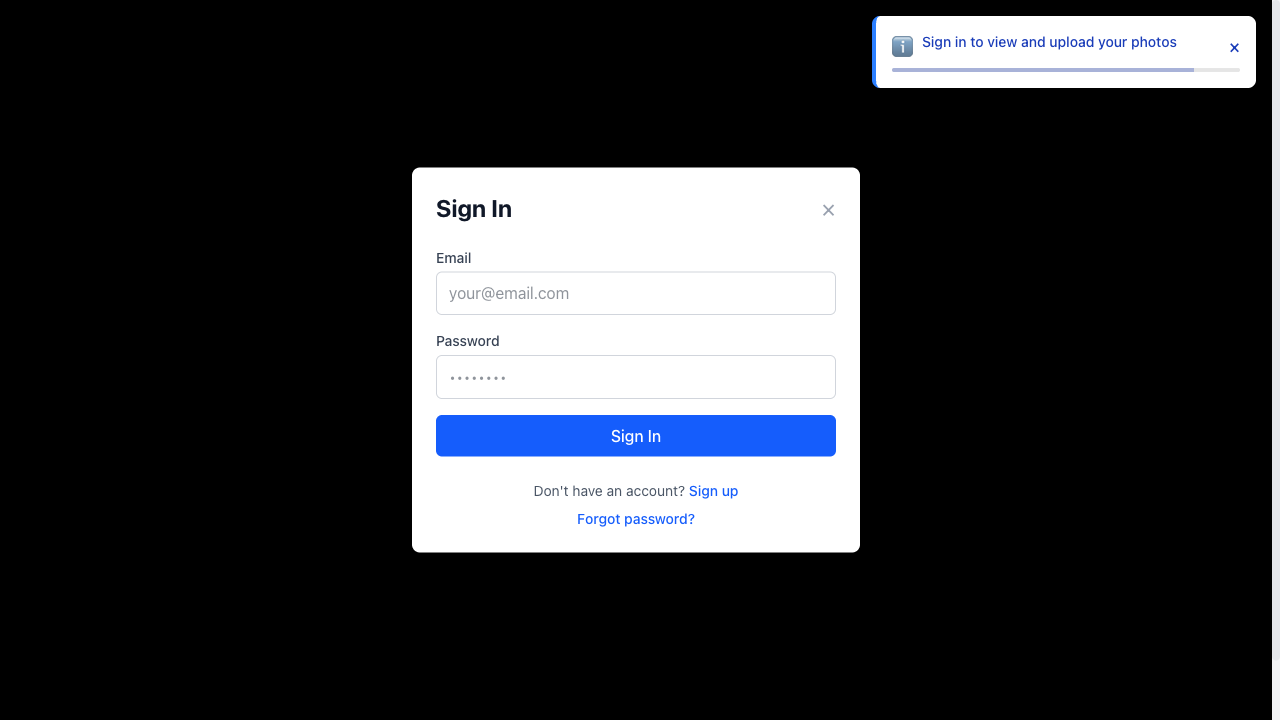 Sign in to view and upload your photos
×
Sign In
×
Email
your@email.com
Password
••••••••
Sign In
Don't have an account? Sign up
Forgot password?